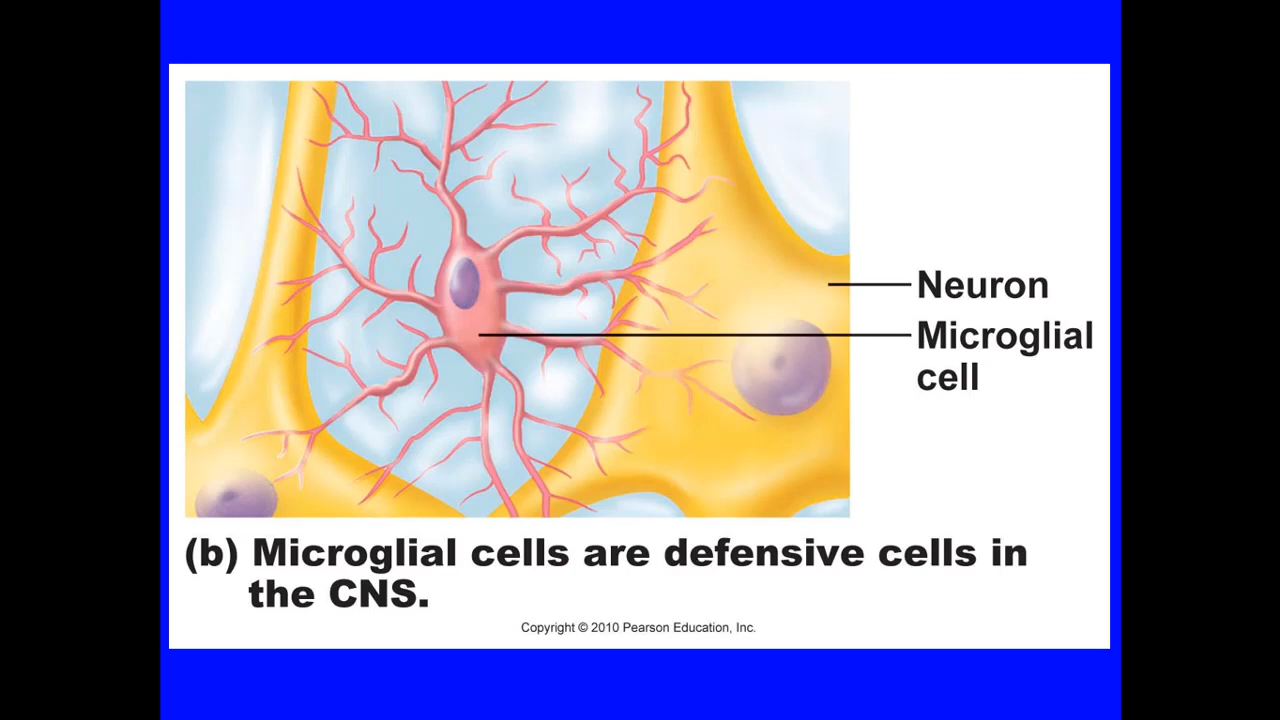 Neuron
Microglial
cell
(b) Microglial cells are defensive cells in
the CNS.
Copyright © 2010 Pearson Education, Inc.